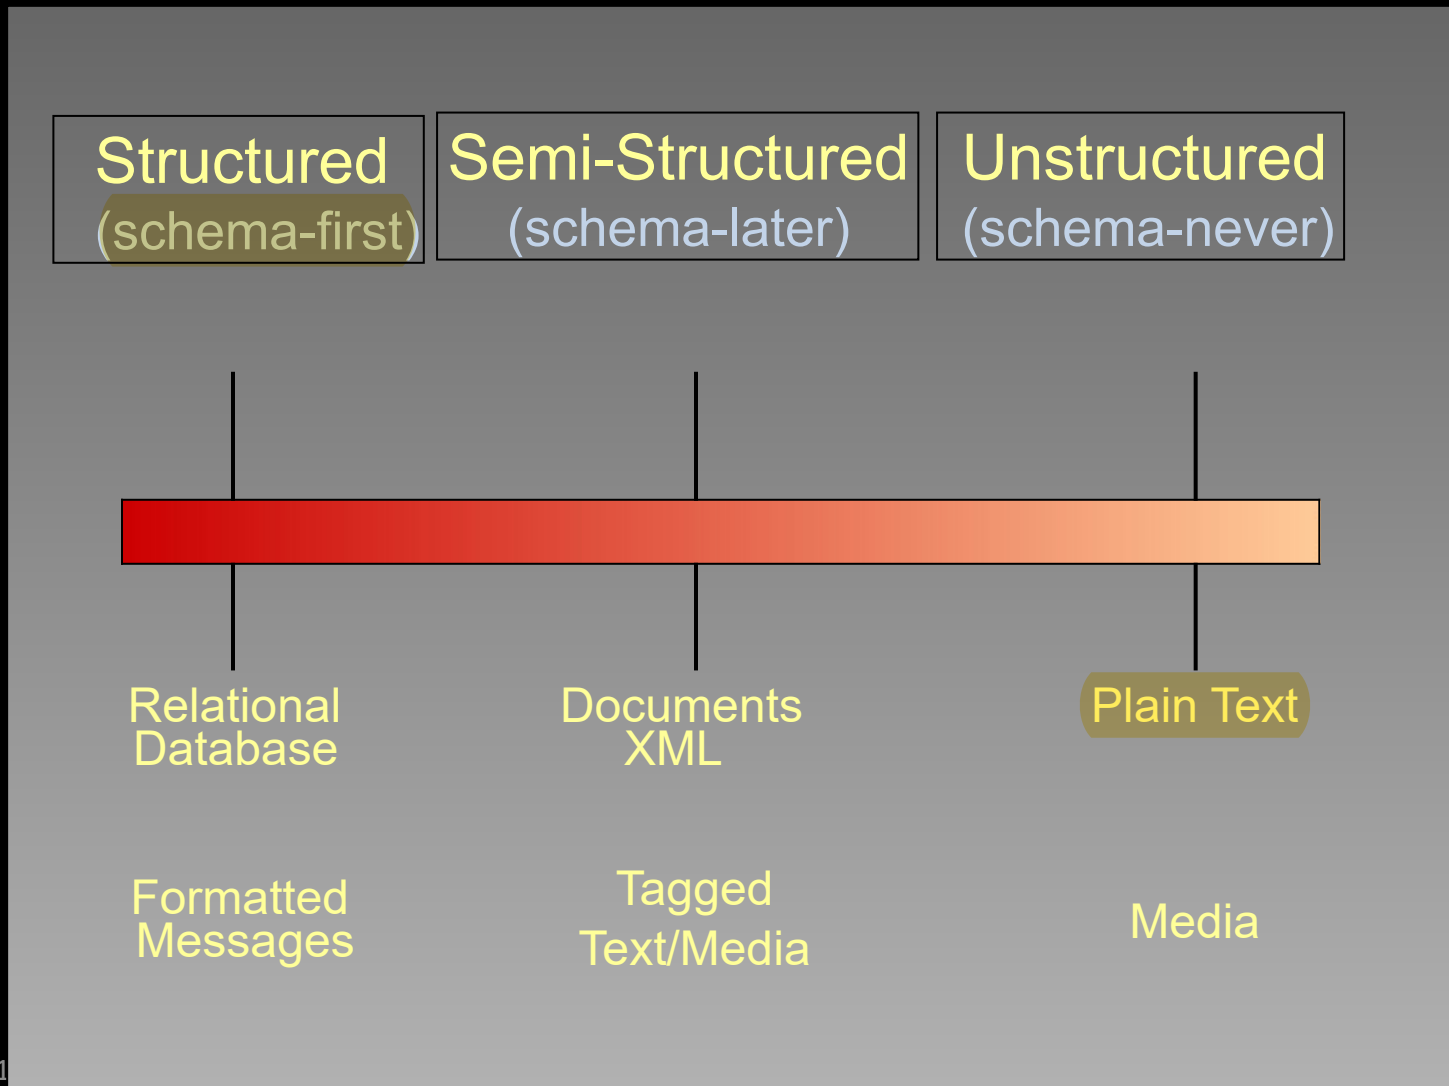 Structured
(schema-first)
Semi-Structured
(schema-later)
Unstructured
(schema-never)
Relational
Database
Documents
XML
Plain Text
Formatted
Messages
Tagged
Text/Media
Media
1